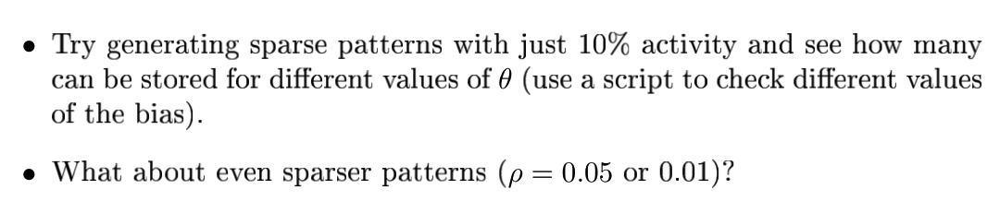 • Try generating sparse patterns with just 10% activity and see how many
can be stored for different values of θ (use a script to check different values
of the bias).
• What about even sparser patterns (ρ = 0.05 or 0.01)?